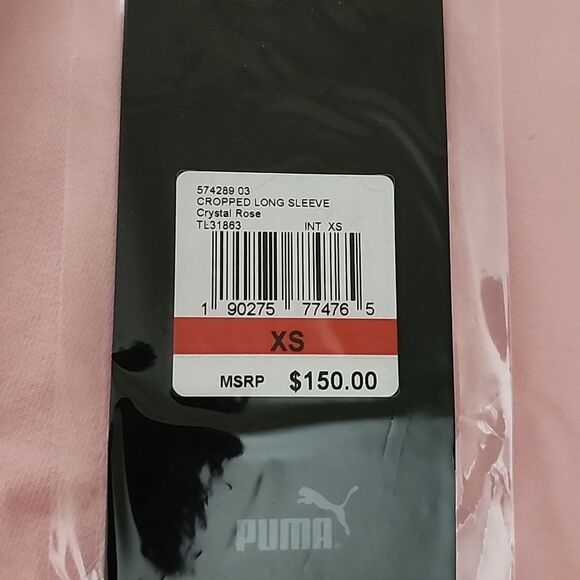 574289 03
CROPPED LONG SLEEVE
Crystal Rose
TL31863 INT XS
1 90275 77476 5
XS
MSRP $150.00
PUMA®